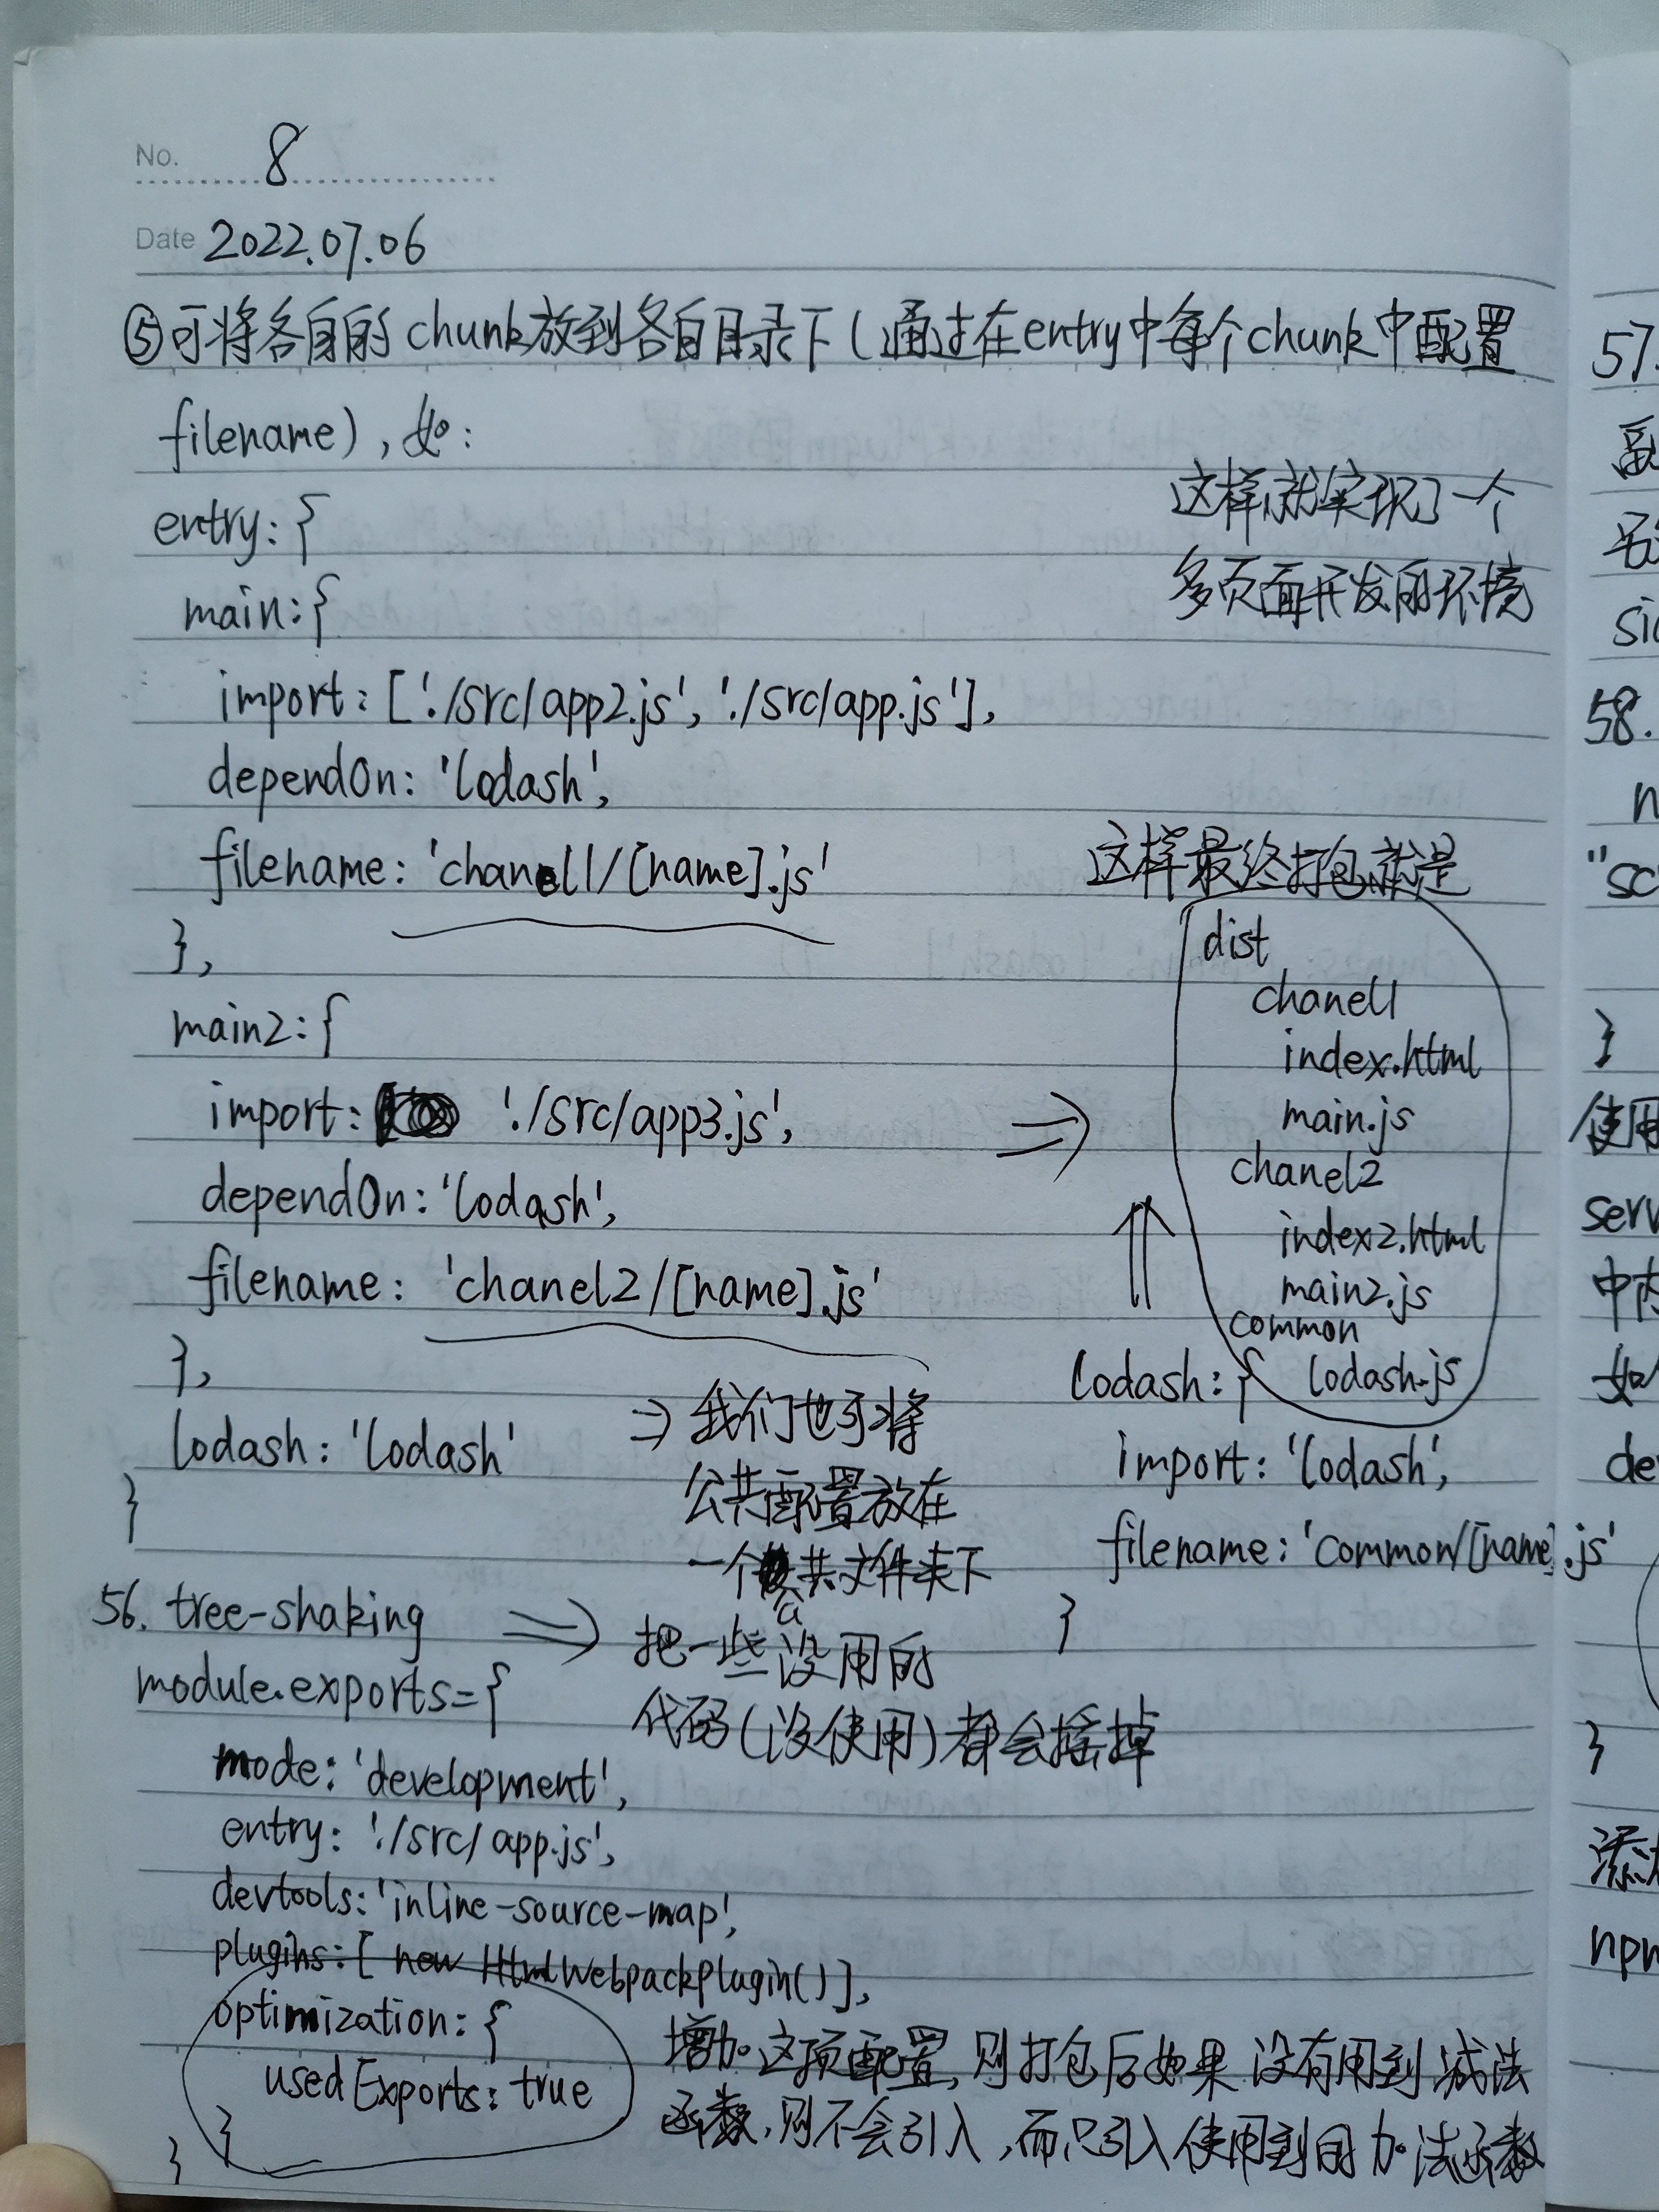 No. 8
Date 2022.07.06
⑤可将各自的chunk放到各自目录下(通过在entry中每个chunk中配置
filename),如:
entry:{
这样就实现了一个
多页面开发的环境
main:{
import:['./src/app2.js','./src/app.js'],
dependOn:'lodash',
filename:'chanel1/[name].js'
},
main2:{
import: './src/app3.js',
dependOn:'lodash',
filename:'chanel2/[name].js'
},
lodash:'lodash'
}
⇒
这样最终打包就是
dist
chanel1
index.html
main.js
chanel2
index2.html
main2.js
common
lodash.js
⇒我们也可将
公共配置放在
一个公共文件夹下
lodash:{
import:'lodash',
filename:'common/[name].js'
}
56. tree-shaking ⇒ 把一些没用的
代码(没使用)都会摇掉
module.exports={
mode:'development',
entry:'./src/app.js',
devtools:'inline-source-map',
plugins:[new HtmlWebpackPlugin()],
optimization:{
usedExports:true
}
}
增加这项配置,则打包后如果没有用到减法
函数,则不会引入,而只引入使用到的加法函数
57.
58.
n
"sc
}
使用
serv
中内
如
de
}
添加
npm